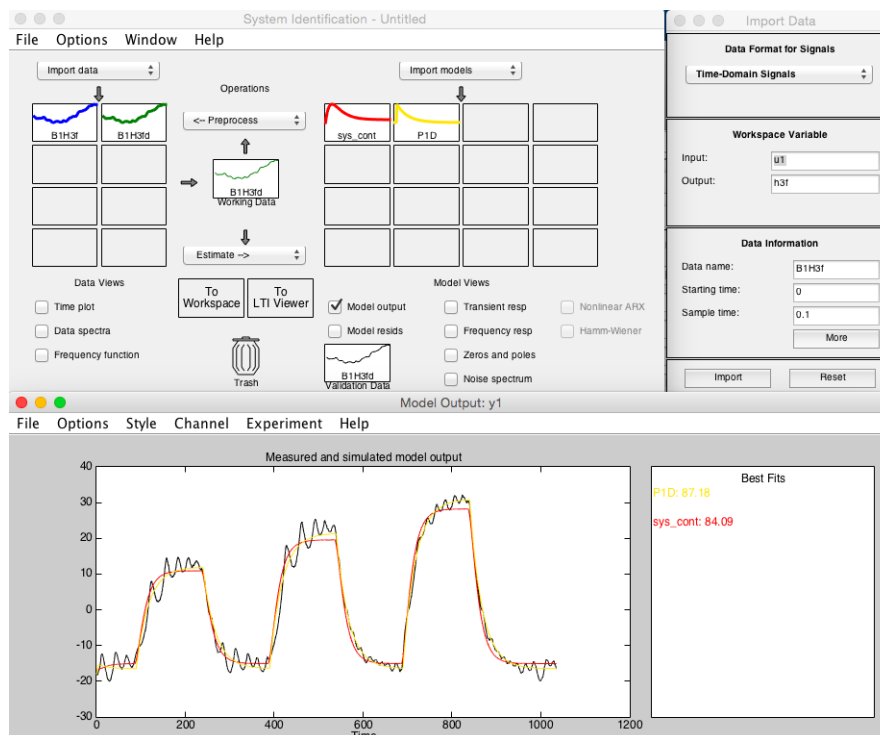 System Identification - Untitled
File Options Window Help
Import data
Import models
Operations
<-- Preprocess
B1H3f
B1H3fd
sys_cont
P1D
B1H3fd
Working Data
Estimate -->
Data Views
Time plot
Data spectra
Frequency function
To Workspace
To LTI Viewer
Trash
Model Views
Model output
Model resids
Transient resp
Frequency resp
Zeros and poles
Noise spectrum
Nonlinear ARX
Hamm-Wiener
B1H3fd
Validation Data
Import Data
Data Format for Signals
Time-Domain Signals
Workspace Variable
Input: u1
Output: h3f
Data Information
Data name: B1H3f
Starting time: 0
Sample time: 0.1
More
Import
Reset
Model Output: y1
File Options Style Channel Experiment Help
Measured and simulated model output
40
30
20
10
0
-10
-20
-30
0 200 400 600 800 1000 1200
Time
Best Fits
P1D: 87.18
sys_cont: 84.09